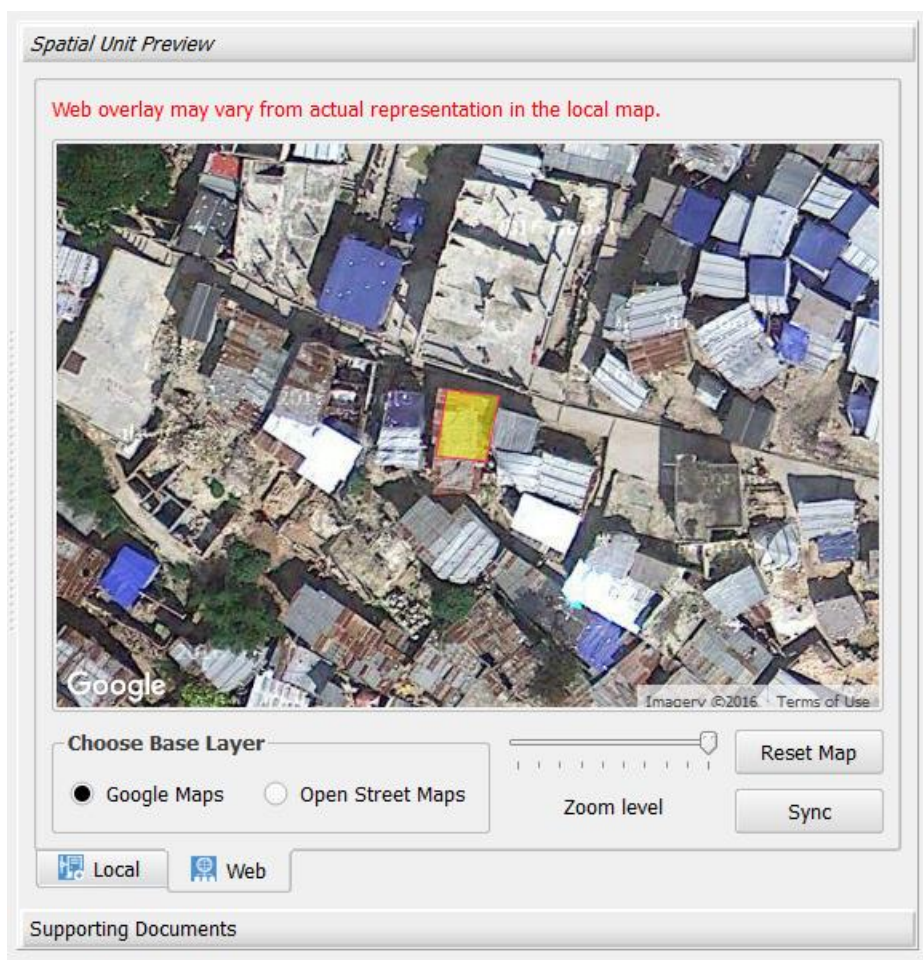 Spatial Unit Preview
Web overlay may vary from actual representation in the local map.
Google
Imagery ©2016
Terms of Use
Choose Base Layer
Google Maps
Open Street Maps
Zoom level
Reset Map
Sync
Local
Web
Supporting Documents